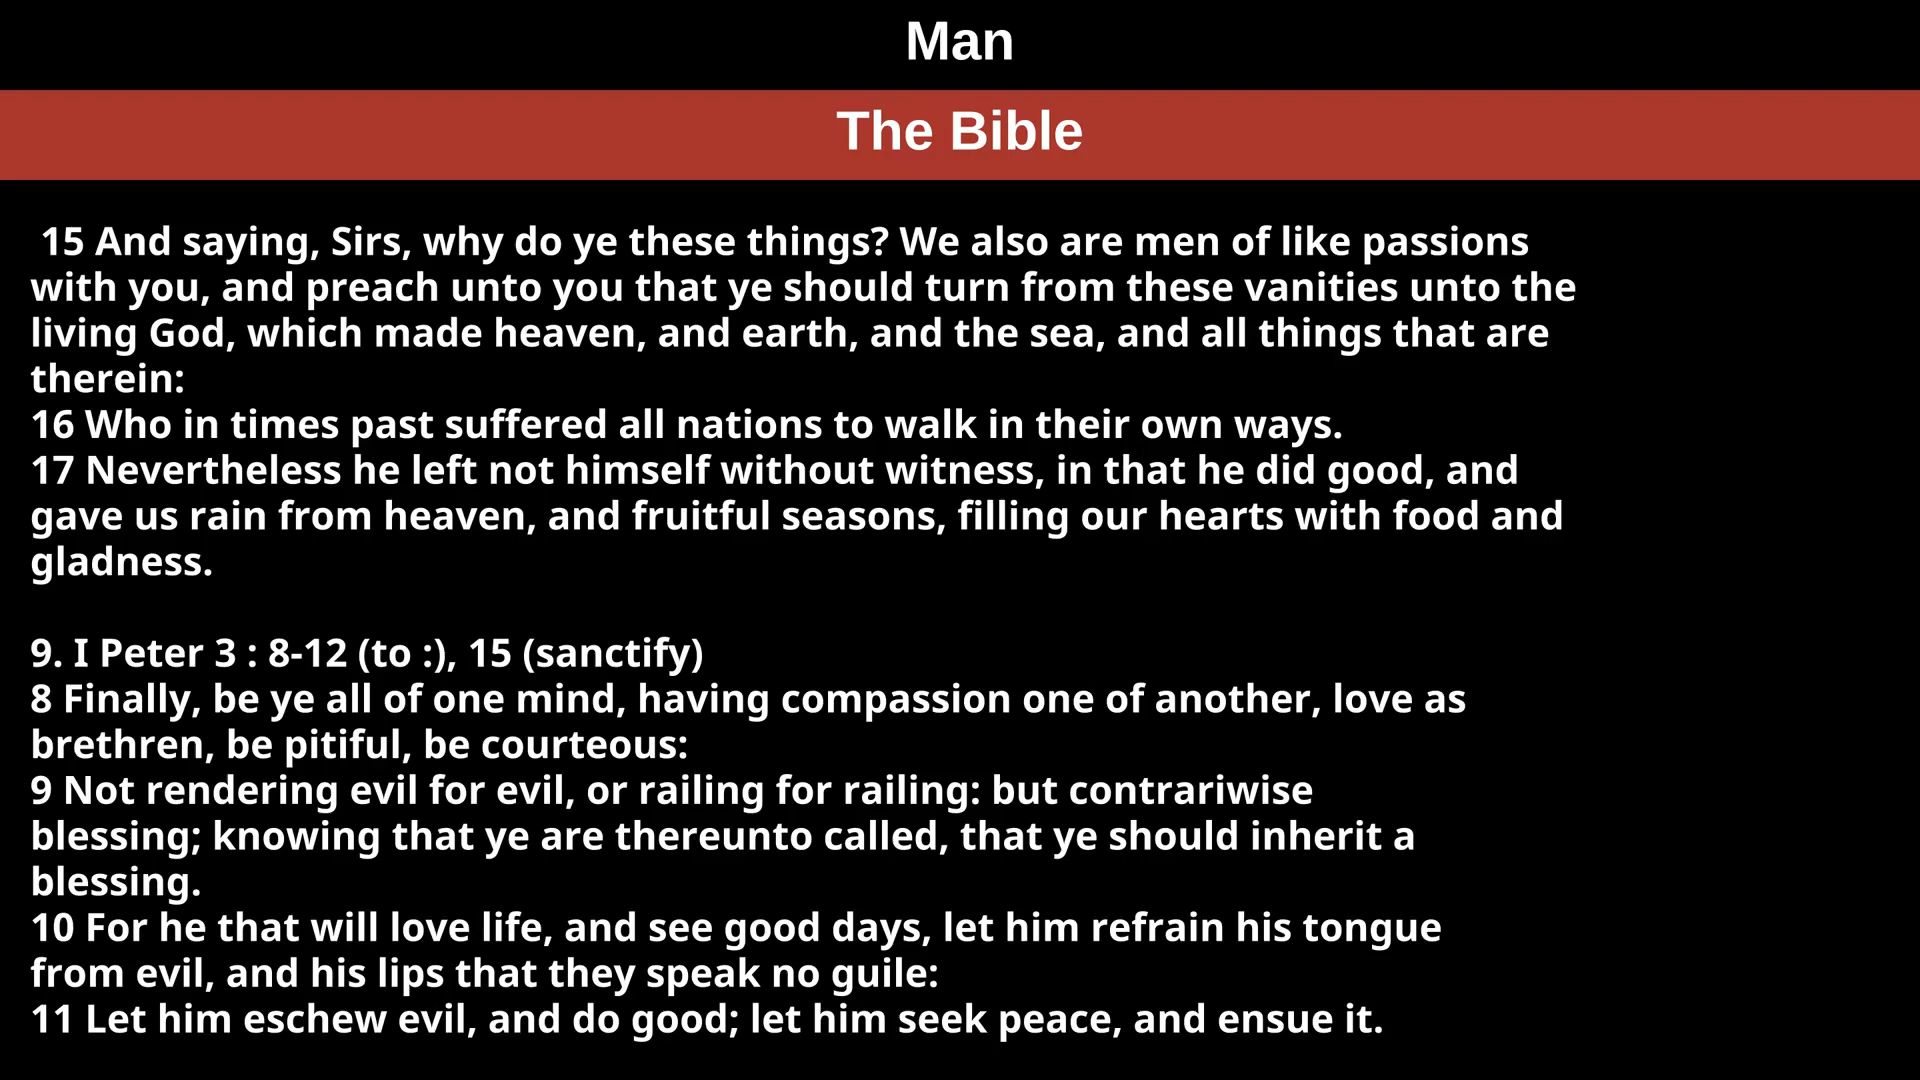 Man
The Bible
15 And saying, Sirs, why do ye these things? We also are men of like passions
with you, and preach unto you that ye should turn from these vanities unto the
living God, which made heaven, and earth, and the sea, and all things that are
therein:
16 Who in times past suffered all nations to walk in their own ways.
17 Nevertheless he left not himself without witness, in that he did good, and
gave us rain from heaven, and fruitful seasons, filling our hearts with food and
gladness.
9. I Peter 3 : 8-12 (to :), 15 (sanctify)
8 Finally, be ye all of one mind, having compassion one of another, love as
brethren, be pitiful, be courteous:
9 Not rendering evil for evil, or railing for railing: but contrariwise
blessing; knowing that ye are thereunto called, that ye should inherit a
blessing.
10 For he that will love life, and see good days, let him refrain his tongue
from evil, and his lips that they speak no guile:
11 Let him eschew evil, and do good; let him seek peace, and ensue it.